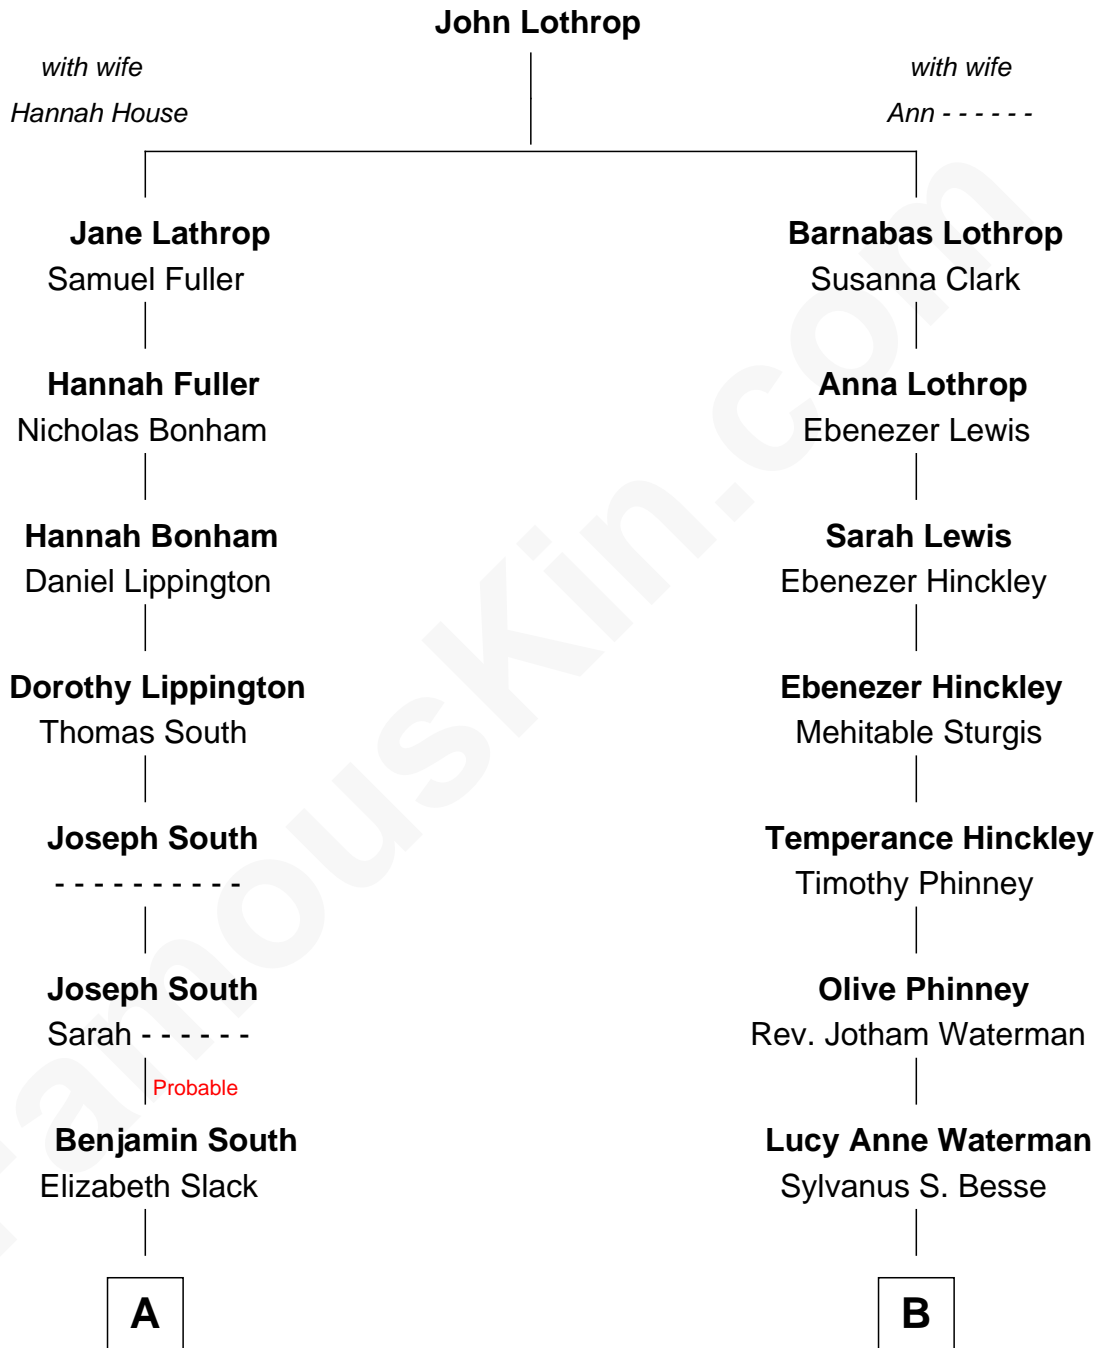 John Lothrop
with wife
Hannah House
with wife
Ann - - - - - -
Jane Lathrop
Samuel Fuller
Barnabas Lothrop
Susanna Clark
Hannah Fuller
Nicholas Bonham
Anna Lothrop
Ebenezer Lewis
Hannah Bonham
Daniel Lippington
Sarah Lewis
Ebenezer Hinckley
Dorothy Lippington
Thomas South
Ebenezer Hinckley
Mehitable Sturgis
Joseph South
- - - - - - - - - -
Temperance Hinckley
Timothy Phinney
Joseph South
Sarah - - - - - -
Probable
Olive Phinney
Rev. Jotham Waterman
Benjamin South
Elizabeth Slack
Lucy Anne Waterman
Sylvanus S. Besse
A
B
FamousKin.com